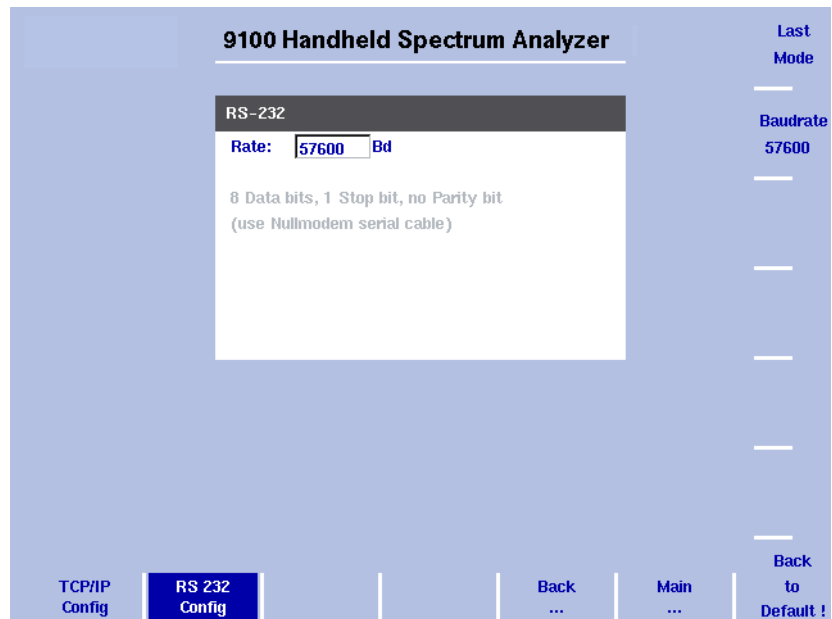 9100 Handheld Spectrum Analyzer
Last
Mode
RS-232
Rate: 57600 Bd
8 Data bits, 1 Stop bit, no Parity bit
(use Nullmodem serial cable)
Baudrate
57600
Back
to
Default !
TCP/IP
Config
RS 232
Config
Back
...
Main
...